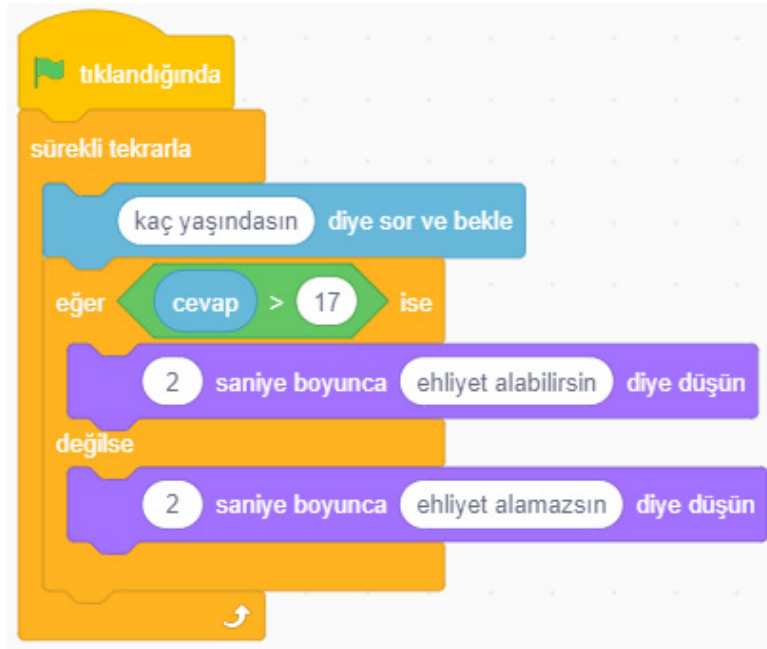 tıklandığında
sürekli tekrarla
kaç yaşındasın diye sor ve bekle
eğer cevap > 17 ise
2 saniye boyunca ehliyet alabilirsin diye düşün
değilse
2 saniye boyunca ehliyet alamazsın diye düşün